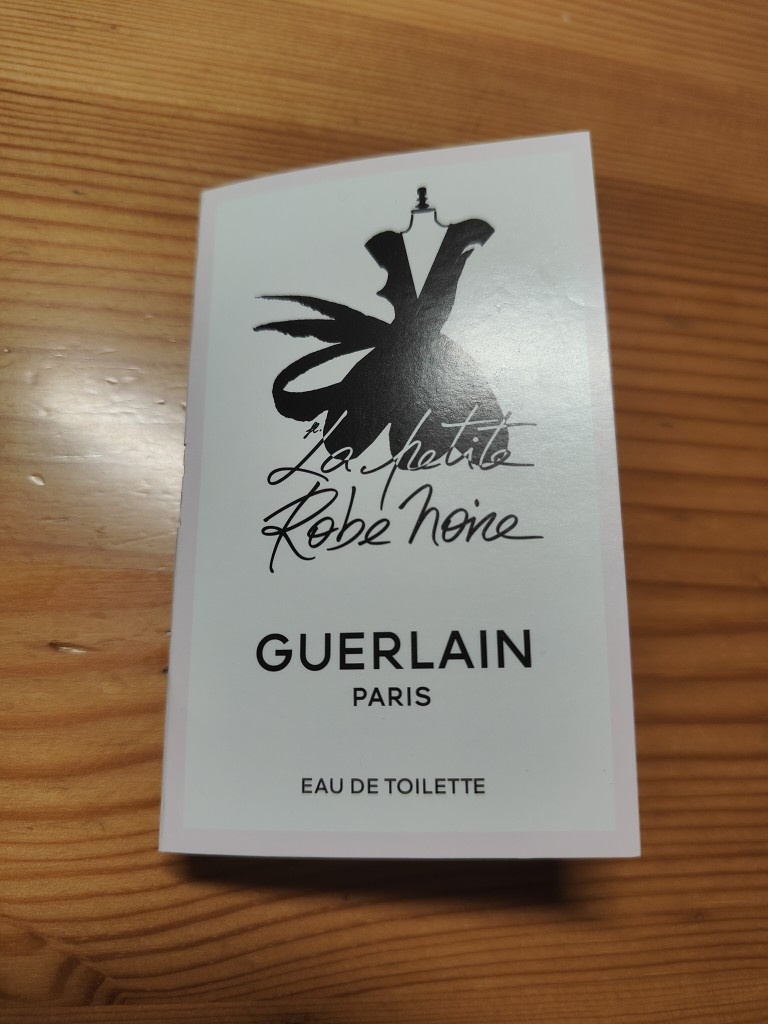 La petite
Robe Noire
GUERLAIN
PARIS
EAU DE TOILETTE